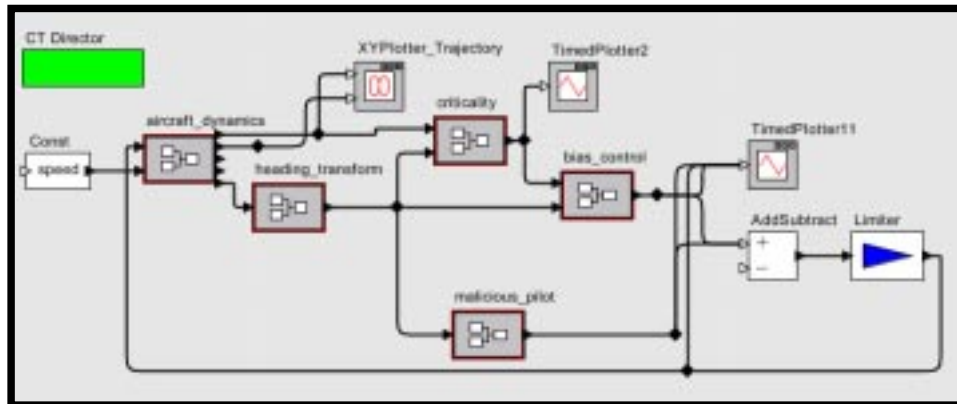 CT Director
XYPlotter_Trajectory
TimedPlotter2
aircraft_dynamics
criticality
Const
TimedPlotter11
speed
heading_transform
bias_control
AddSubtract
Limiter
+
−
malicious_pilot